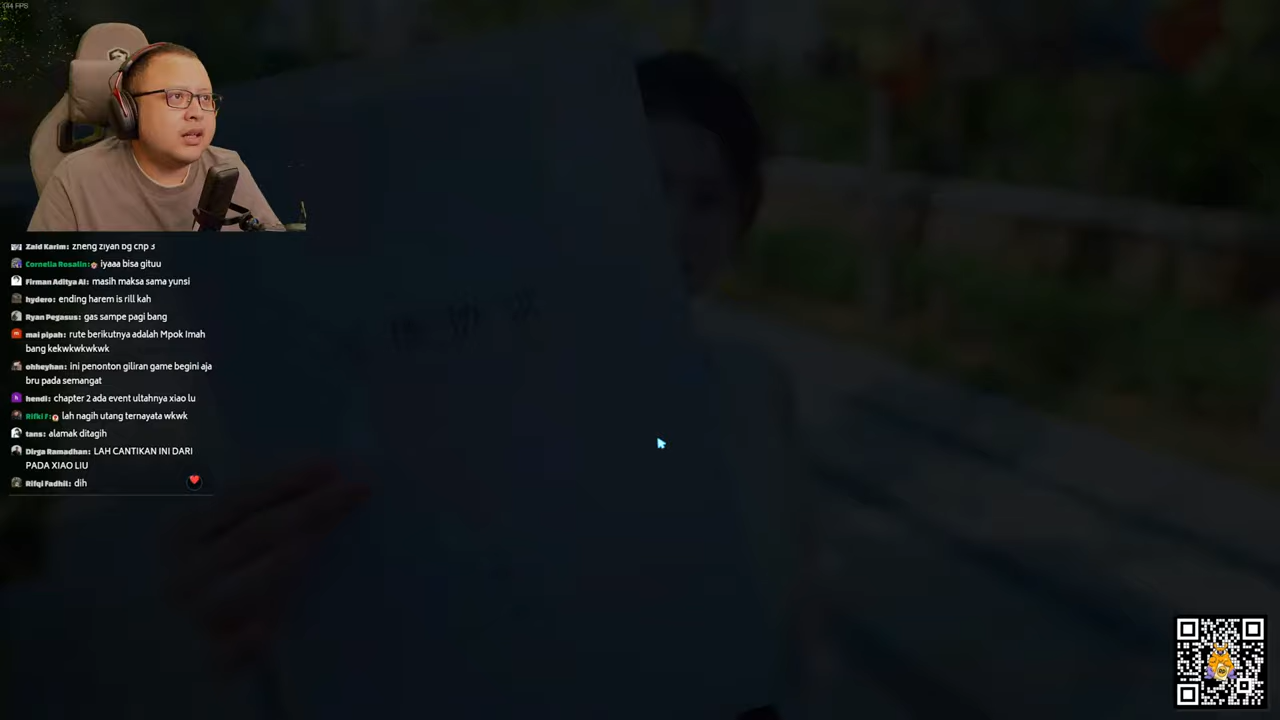 144 FPS
Zaid Karim: zheng ziyan bg cnp 3
Cornelia Rosalin: iyaaa bisa gituu
Firman Aditya Al: masih maksa sama yunsi
hydero: ending harem is rill kah
Ryan Pegasus: gas sampe pagi bang
mai pipah: rute berikutnya adalah Mpok Imah
bang kekwkwkwkwk
ohheyhan: ini penonton giliran game begini aja
bru pada semangat
hendi: chapter 2 ada event ultahnya xiao lu
Rifki F: lah nagih utang ternayata wkwk
tans: alamak ditagih
Dirga Ramadhan: LAH CANTIKAN INI DARI
PADA XIAO LIU
Rifqi Fadhil: dih